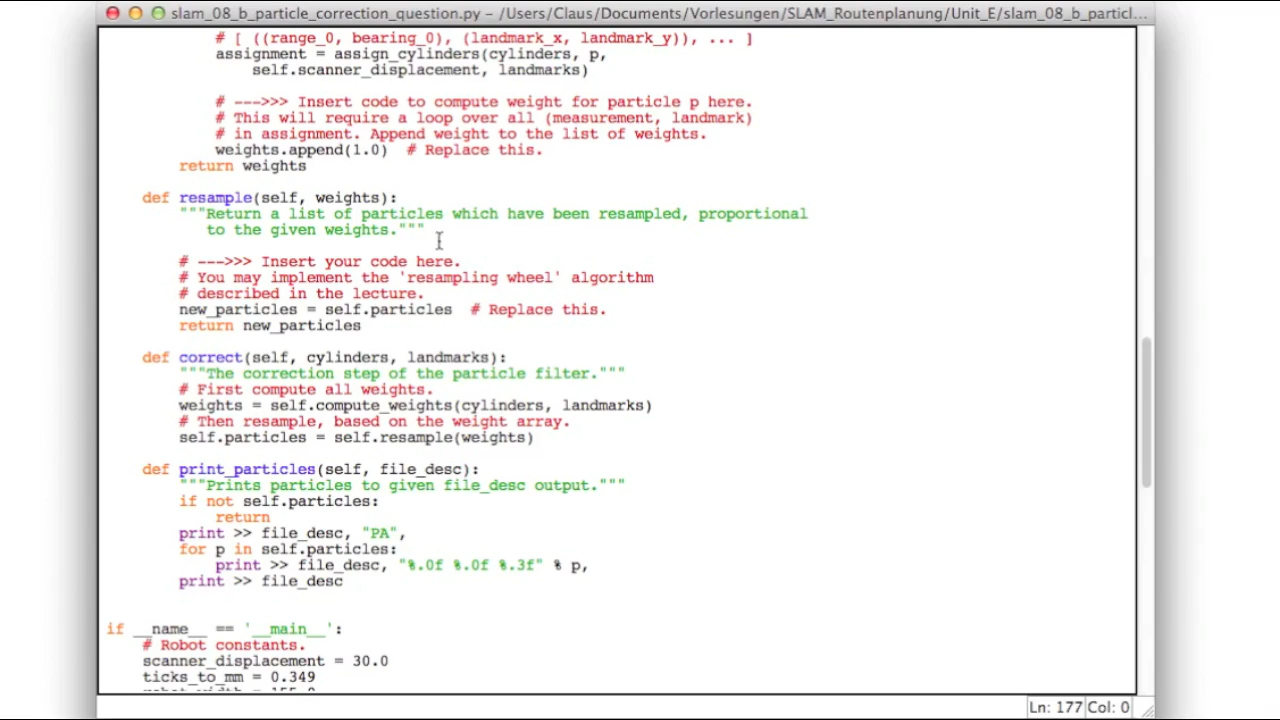 slam_08_b_particle_correction_question.py – /Users/Claus/Documents/Vorlesungen/SLAM_Routenplanung/Unit_E/slam_08_b_particl...
# [ ((range_0, bearing_0), (landmark_x, landmark_y)), ... ]
assignment = assign_cylinders(cylinders, p,
self.scanner_displacement, landmarks)
# --->>> Insert code to compute weight for particle p here.
# This will require a loop over all (measurement, landmark)
# in assignment. Append weight to the list of weights.
weights.append(1.0)  # Replace this.
return weights
def resample(self, weights):
"""Return a list of particles which have been resampled, proportional
to the given weights."""
# --->>> Insert your code here.
# You may implement the 'resampling wheel' algorithm
# described in the lecture.
new_particles = self.particles  # Replace this.
return new_particles
def correct(self, cylinders, landmarks):
"""The correction step of the particle filter."""
# First compute all weights.
weights = self.compute_weights(cylinders, landmarks)
# Then resample, based on the weight array.
self.particles = self.resample(weights)
def print_particles(self, file_desc):
"""Prints particles to given file_desc output."""
if not self.particles:
return
print >> file_desc, "PA",
for p in self.particles:
print >> file_desc, "%.0f %.0f %.3f" % p,
print >> file_desc
if __name__ == '__main__':
# Robot constants.
scanner_displacement = 30.0
ticks_to_mm = 0.349
Ln: 177 Col: 0